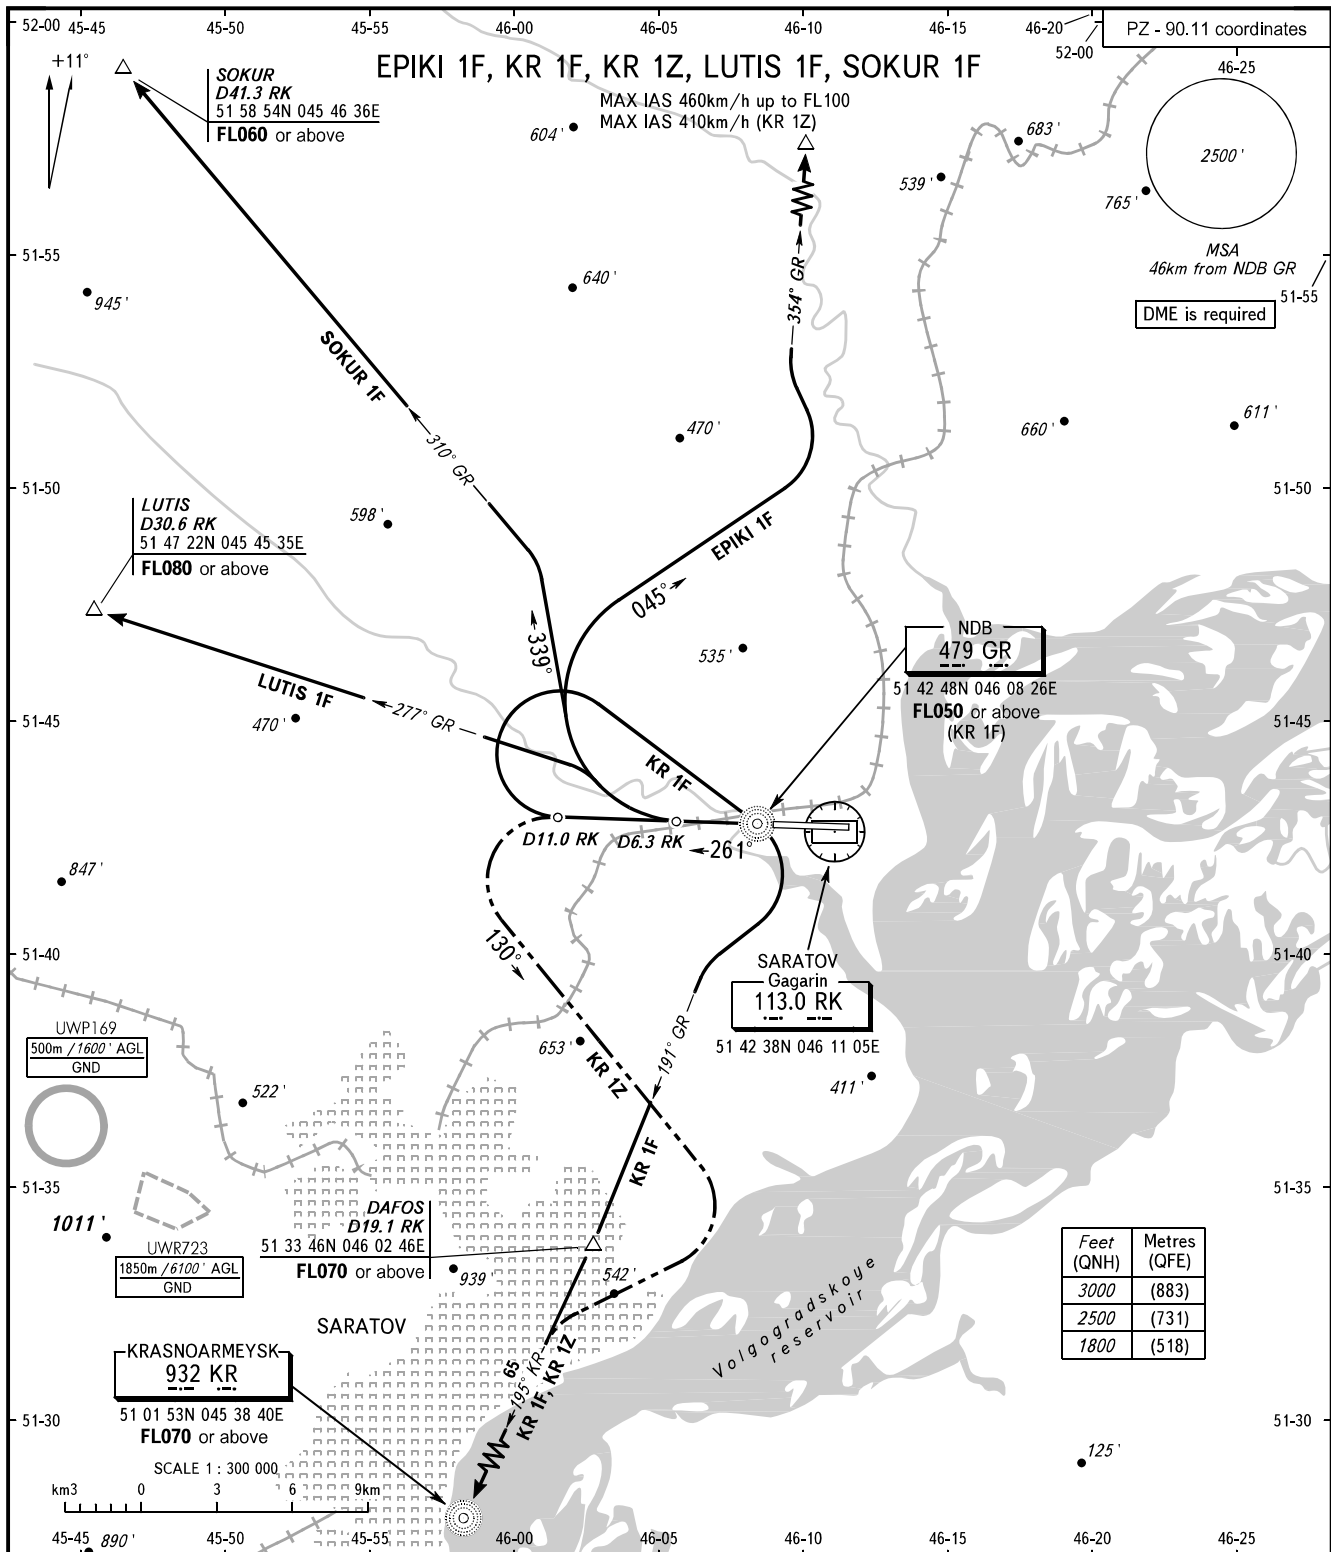 52-00
45-50
45-55
46-00
46-05
46-10
46-15
46-20
PZ - 90.11 coordinates
52-00
46-25
+11°
EPIKI 1F, KR 1F, KR 1Z, LUTIS 1F, SOKUR 1F
MAX IAS 460km/h up to FL100
MAX IAS 410km/h (KR 1Z)
SOKUR
D41.3 RK
51 58 54N 045 46 36E
FL060 or above
604'
683'
539'
765'
2500'
MSA
46km from NDB GR
DME is required
51-55
51-55
945'
640'
354° GR
SOKUR 1F
310° GR
470'
660'
611'
51-50
51-50
LUTIS
D30.6 RK
51 47 22N 045 45 35E
FL080 or above
598'
EPIKI 1F
045°
339°
535'
NDB
479 GR
51 42 48N 046 08 26E
FL050 or above
(KR 1F)
LUTIS 1F
277° GR
470'
51-45
51-45
KR 1F
D11.0 RK
D6.3 RK
261°
847'
130°
51-40
51-40
SARATOV
Gagarin
113.0 RK
51 42 38N 046 11 05E
UWP169
500m / 1600' AGL
GND
653'
KR 1Z
191° GR
411'
522'
KR 1F
51-35
51-35
1011'
UWR723
1850m / 6100' AGL
GND
DAFOS
D19.1 RK
51 33 46N 046 02 46E
FL070 or above
939'
542'
SARATOV
Volgogradskoye
reservoir
Feet (QNH) Metres (QFE)
3000 (883)
2500 (731)
1800 (518)
KRASNOARMEYSK
932 KR
51 01 53N 045 38 40E
FL070 or above
65
195° KR
KR 1F, KR 1Z
51-30
51-30
125'
SCALE 1 : 300 000
km3 0 3 6 9km
45-45
890'
45-50
45-55
46-00
46-05
46-10
46-15
46-20
46-25
45-45